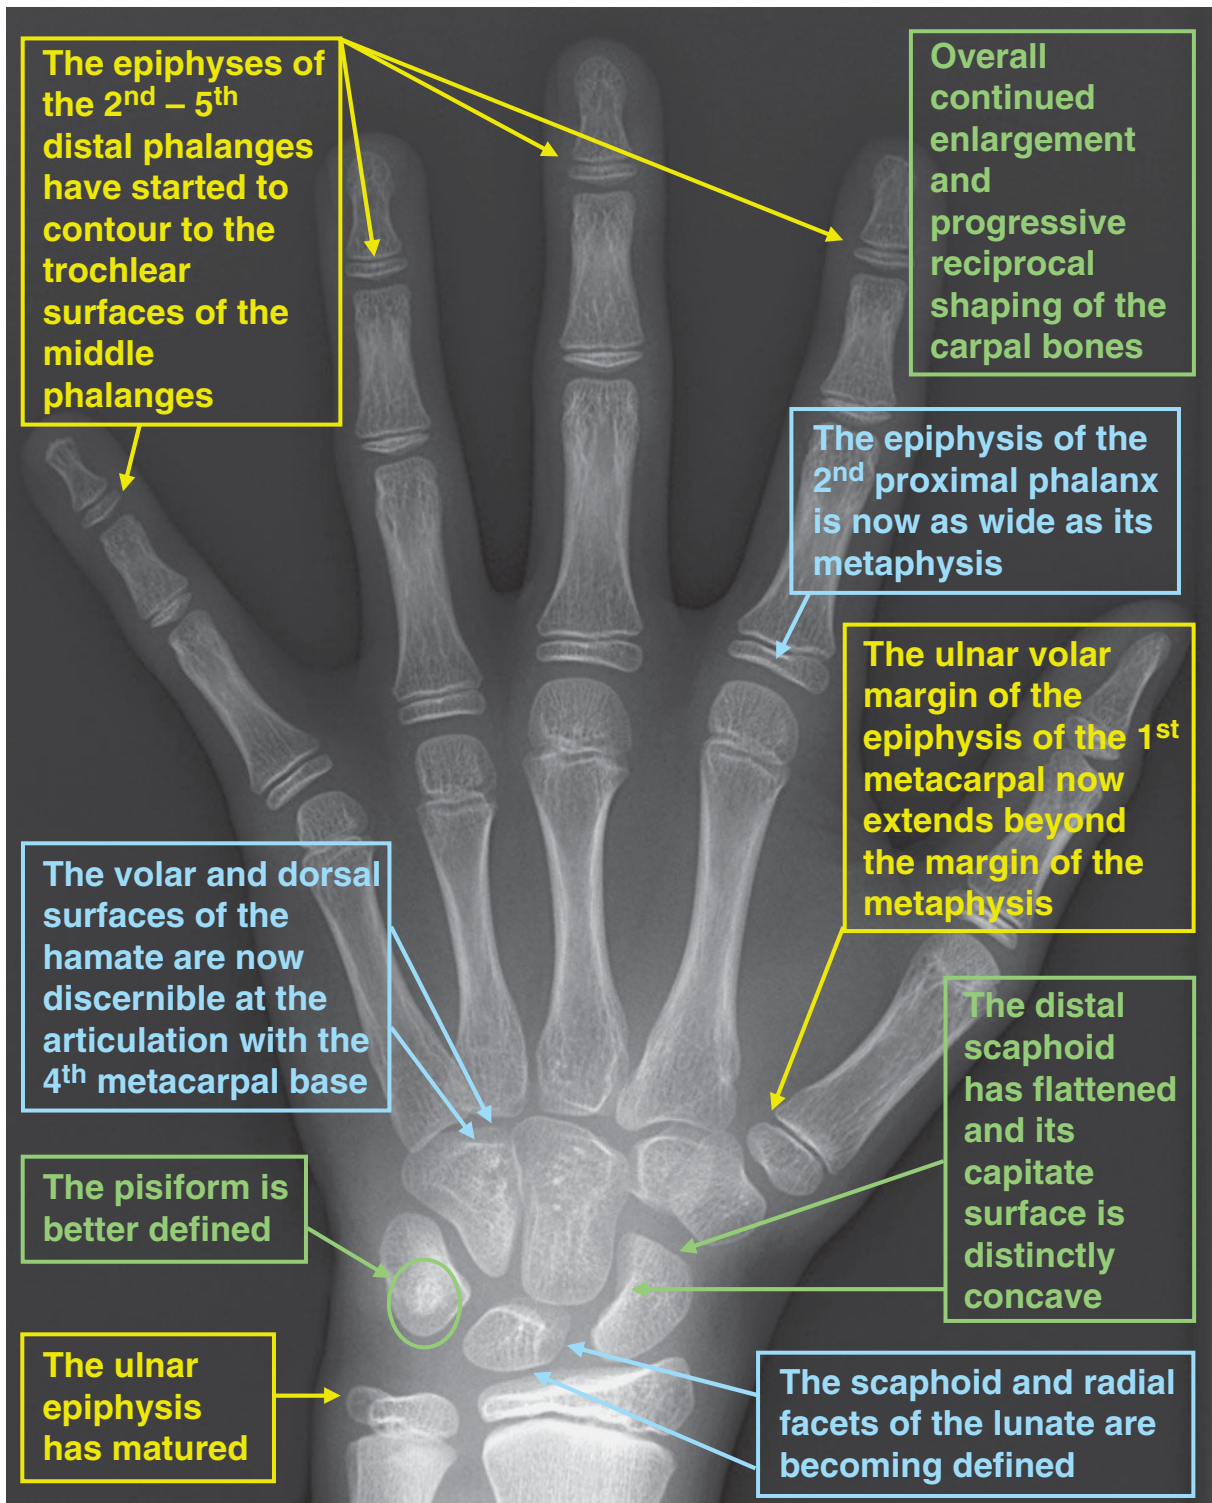 The epiphyses of
the 2nd – 5th
distal phalanges
have started to
contour to the
trochlear
surfaces of the
middle
phalanges
Overall
continued
enlargement
and
progressive
reciprocal
shaping of the
carpal bones
The epiphysis of the
2nd proximal phalanx
is now as wide as its
metaphysis
The ulnar volar
margin of the
epiphysis of the 1st
metacarpal now
extends beyond
the margin of the
metaphysis
The volar and dorsal
surfaces of the
hamate are now
discernible at the
articulation with the
4th metacarpal base
The distal
scaphoid
has flattened
and its
capitate
surface is
distinctly
concave
The pisiform is
better defined
The ulnar
epiphysis
has matured
The scaphoid and radial
facets of the lunate are
becoming defined